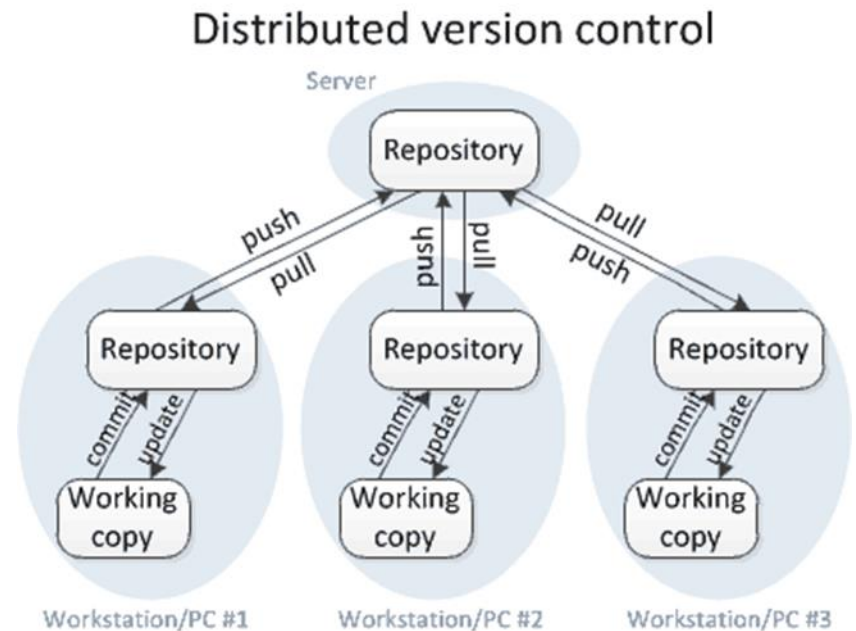 Distributed version control
Server
Repository
push
pull
push
pull
pull
push
Repository
Repository
Repository
commit
update
commit
update
commit
update
Working
copy
Working
copy
Working
copy
Workstation/PC #1
Workstation/PC #2
Workstation/PC #3